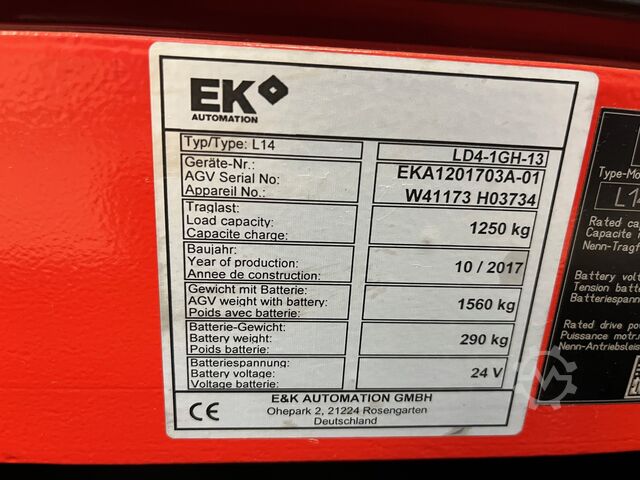 EK
AUTOMATION
Typ/Type: L14 LD4-1GH-13
Geräte-Nr.:
AGV Serial No: EKA1201703A-01
Appareil No.: W41173 H03734
Traglast:
Load capacity: 1250 kg
Capacite charge:
Baujahr:
Year of production: 10 / 2017
Annee de construction:
Gewicht mit Batterie:
AGV weight with battery: 1560 kg
Poids avec batterie:
Batterie-Gewicht:
Battery weight: 290 kg
Poids batterie:
Batteriespannung:
Battery voltage: 24 V
Voltage batterie:
E&K AUTOMATION GMBH
Ohepark 2, 21224 Rosengarten
Deutschland
CE
Type-Mo
L14
Rated cap
Capacite n
Nenn-Tragf
Battery volt
Tension bat
Batteriespann
Rated drive po
Puissance motr.n
Nenn-Antriebsleis